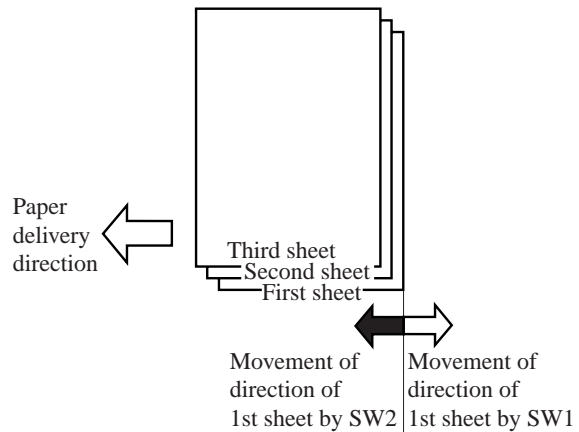 Paper
delivery
direction
Third sheet
Second sheet
First sheet
Movement of
direction of
1st sheet by SW2
Movement of
direction of
1st sheet by SW1